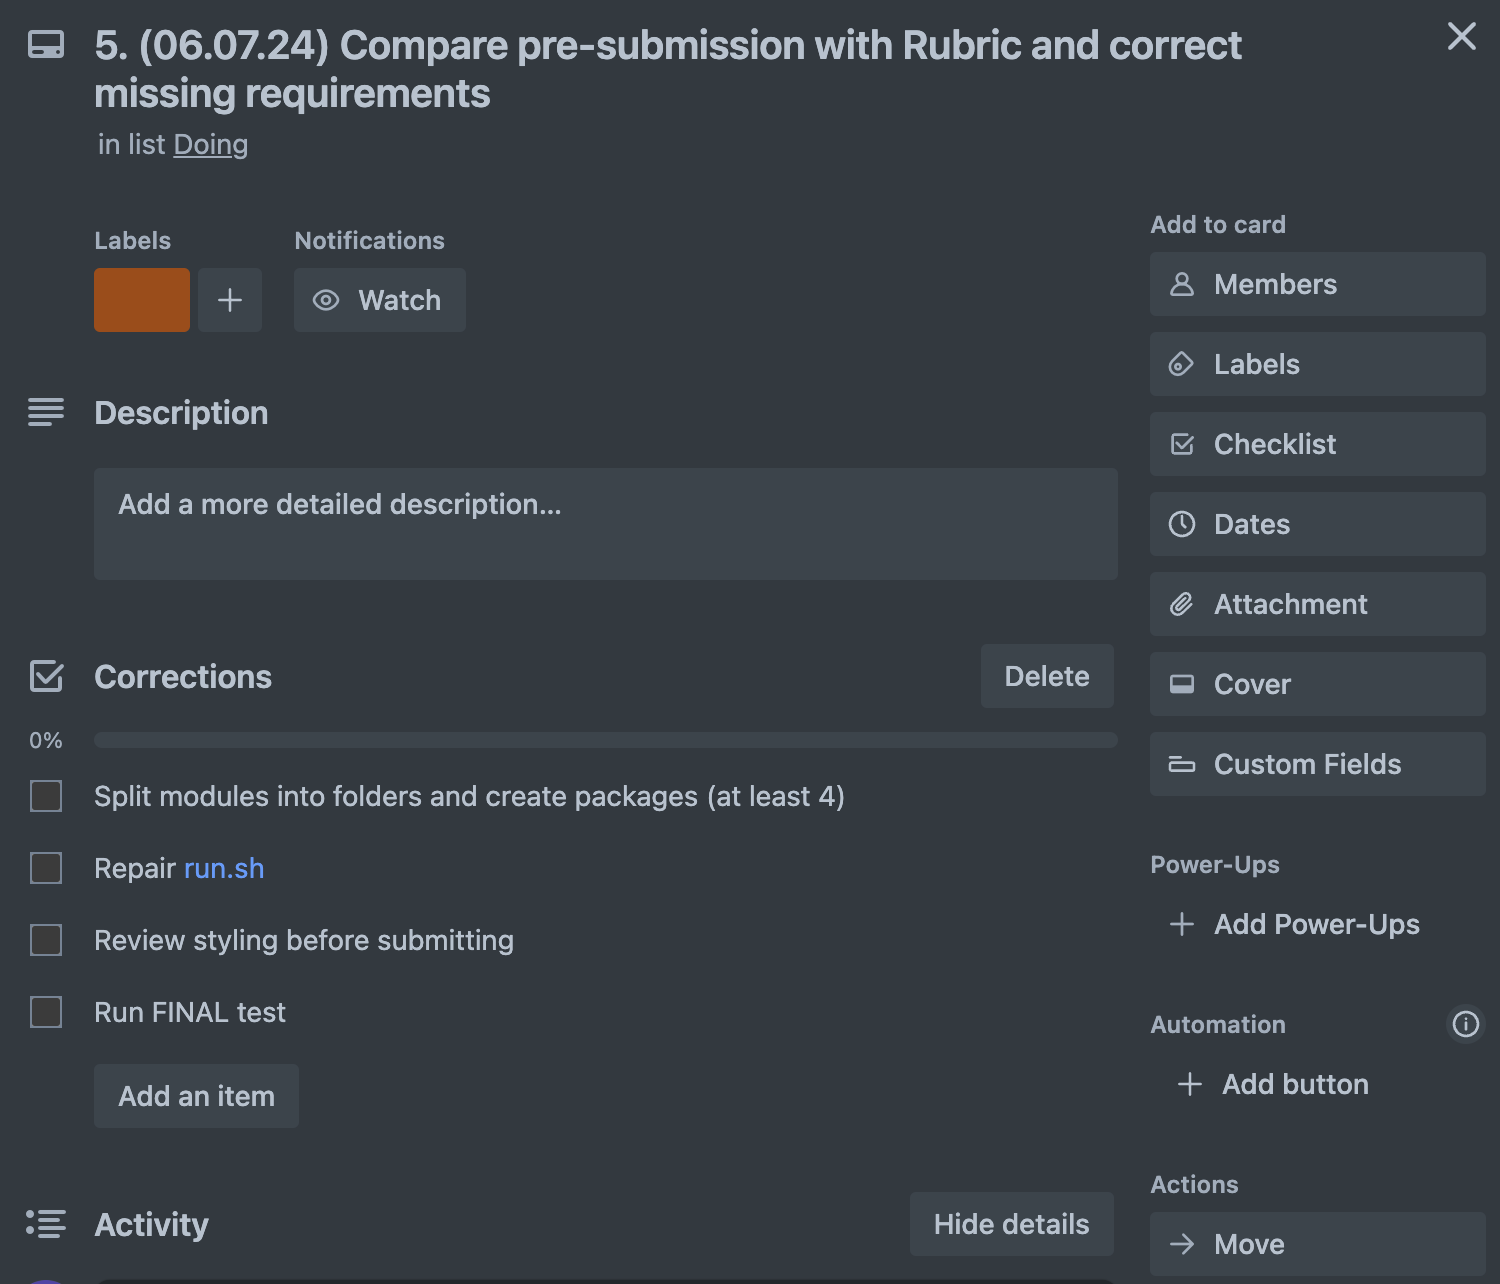 5. (06.07.24) Compare pre-submission with Rubric and correct
missing requirements
in list Doing
Labels
Notifications
+
Watch
Description
Add a more detailed description...
Corrections
Delete
0%
Split modules into folders and create packages (at least 4)
Repair run.sh
Review styling before submitting
Run FINAL test
Add an item
Activity
Hide details
Add to card
Members
Labels
Checklist
Dates
Attachment
Cover
Custom Fields
Power-Ups
+ Add Power-Ups
Automation
+ Add button
Actions
Move